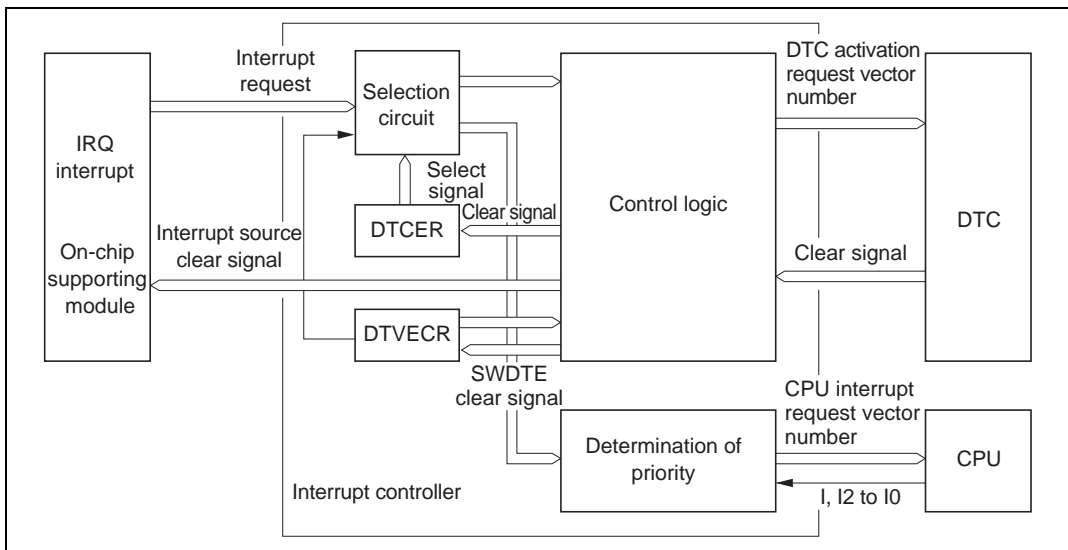 Interrupt
request
Selection
circuit
DTC activation
request vector
number
IRQ
interrupt
Select
signal
Control logic
DTC
DTCER
Clear signal
Interrupt source
clear signal
On-chip
supporting
module
Clear signal
DTVECR
SWDTE
clear signal
CPU interrupt
request vector
number
Determination of
priority
CPU
I, I2 to I0
Interrupt controller